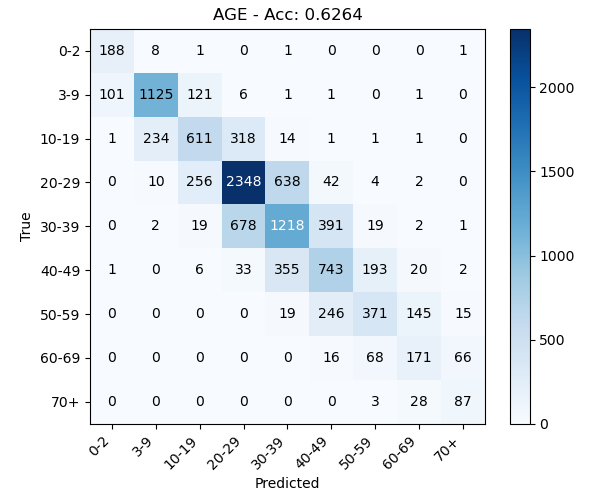 AGE - Acc: 0.6264
0-2 188 8 1 0 1 0 0 0 1
3-9 101 1125 121 6 1 1 0 1 0
10-19 1 234 611 318 14 1 1 1 0
20-29 0 10 256 2348 638 42 4 2 0
30-39 0 2 19 678 1218 391 19 2 1
40-49 1 0 6 33 355 743 193 20 2
50-59 0 0 0 0 19 246 371 145 15
60-69 0 0 0 0 0 16 68 171 66
70+ 0 0 0 0 0 0 3 28 87
0-2 3-9 10-19 20-29 30-39 40-49 50-59 60-69 70+
Predicted
True
2000
1500
1000
500
0